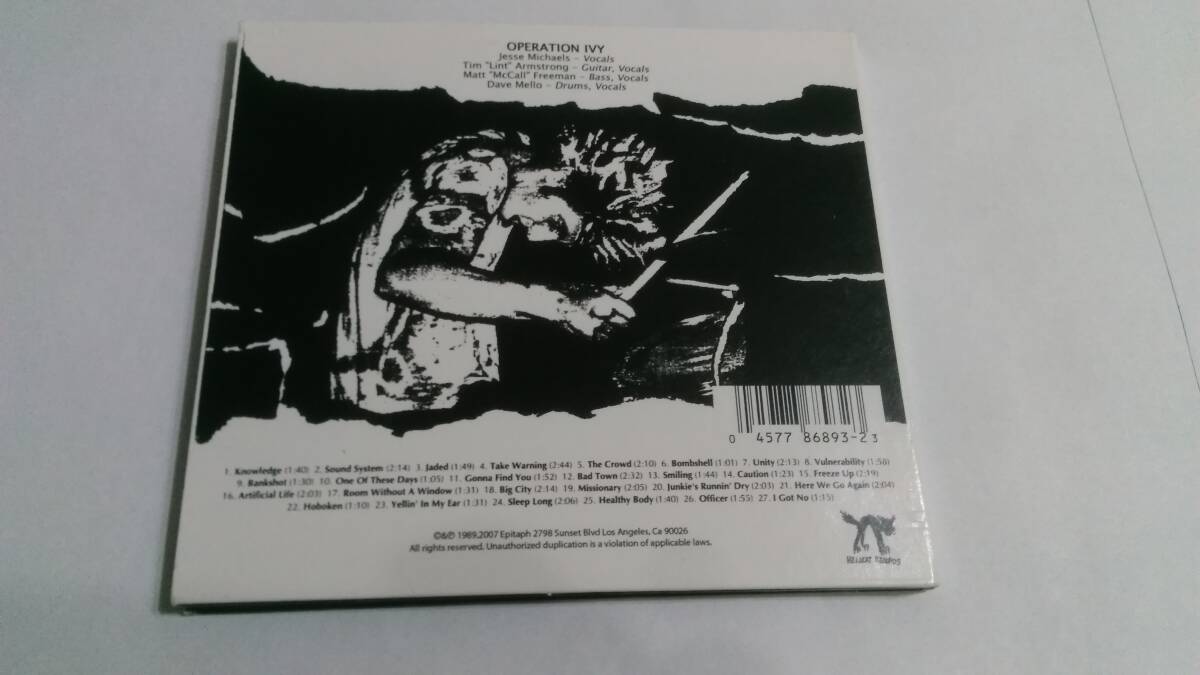 OPERATION IVY
Jesse Michaels – Vocals
Tim "Lint" Armstrong – Guitar, Vocals
Matt "McCall" Freeman – Bass, Vocals
Dave Mello – Drums, Vocals
0 4577 86893-2 3
1. Knowledge (1:40) 2. Sound System (2:14) 3. Jaded (1:49) 4. Take Warning (2:44) 5. The Crowd (2:10) 6. Bombshell (1:01) 7. Unity (2:13) 8. Vulnerability (1:58)
9. Bankshot (1:30) 10. One Of These Days (1:05) 11. Gonna Find You (1:52) 12. Bad Town (2:32) 13. Smiling (1:44) 14. Caution (1:23) 15. Freeze Up (2:19)
16. Artificial Life (2:03) 17. Room Without A Window (1:31) 18. Big City (2:14) 19. Missionary (2:05) 20. Junkie's Runnin' Dry (2:03) 21. Here We Go Again (2:04)
22. Hoboken (1:10) 23. Yellin' In My Ear (1:31) 24. Sleep Long (2:06) 25. Healthy Body (1:40) 26. Officer (1:55) 27. I Got No (1:15)
©&℗ 1989,2007 Epitaph 2798 Sunset Blvd Los Angeles, Ca 90026
All rights reserved. Unauthorized duplication is a violation of applicable laws.
HELLCAT RECORDS